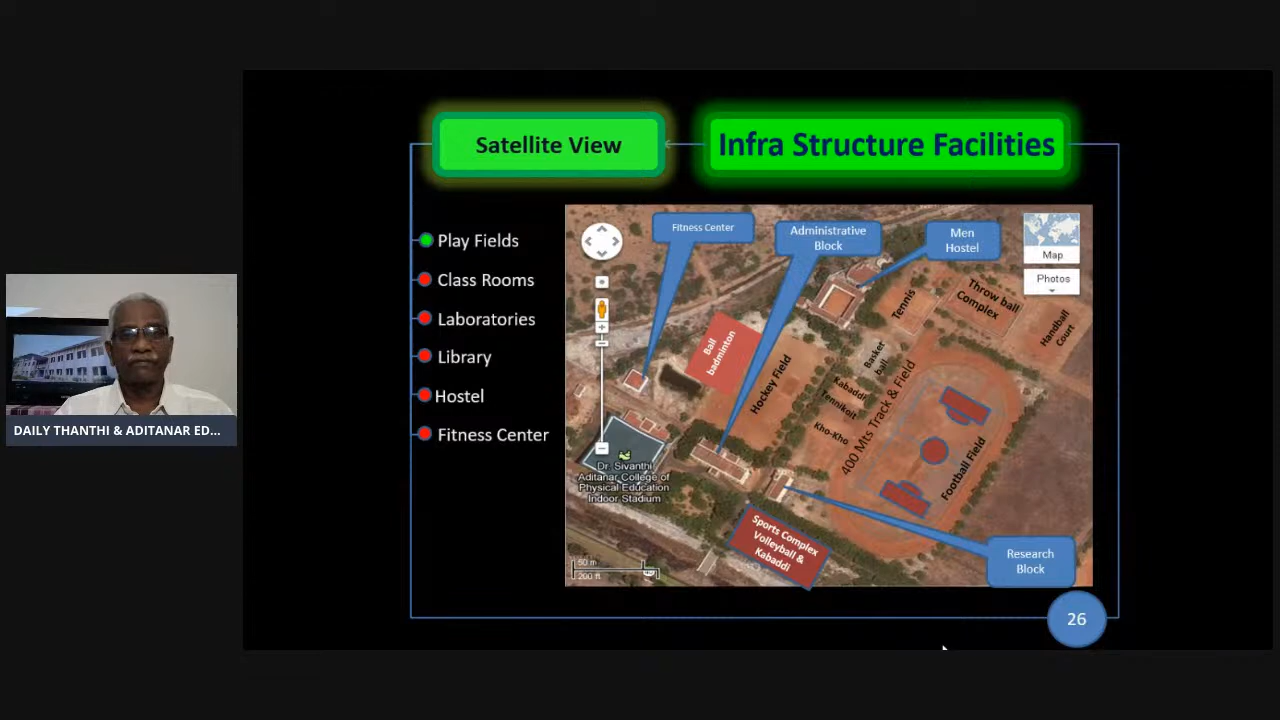 Satellite View
Infra Structure Facilities
Play Fields
Class Rooms
Laboratories
Library
Hostel
Fitness Center
Fitness Center
Administrative
Block
Men
Hostel
Map
Photos
Ball
badminton
Hockey Field
Tennis
Throw ball
Complex
Handball
Court
Basket
ball
Kabaddi
Tennikoit
Kho-Kho
400 Mts Track & Field
Football Field
Dr. Sivanthi
Aditanar College of
Physical Education
Indoor Stadium
Sports Complex
Volleyball &
Kabaddi
Research
Block
50 m
200 ft
26
DAILY THANTHI & ADITANAR ED...